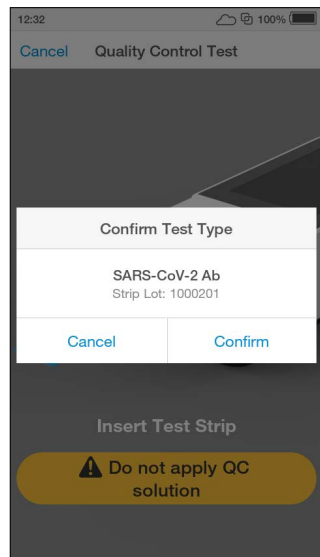 12:32 100%
Cancel Quality Control Test
Confirm Test Type
SARS-CoV-2 Ab
Strip Lot: 1000201
Cancel Confirm
Insert Test Strip
Do not apply QC
solution